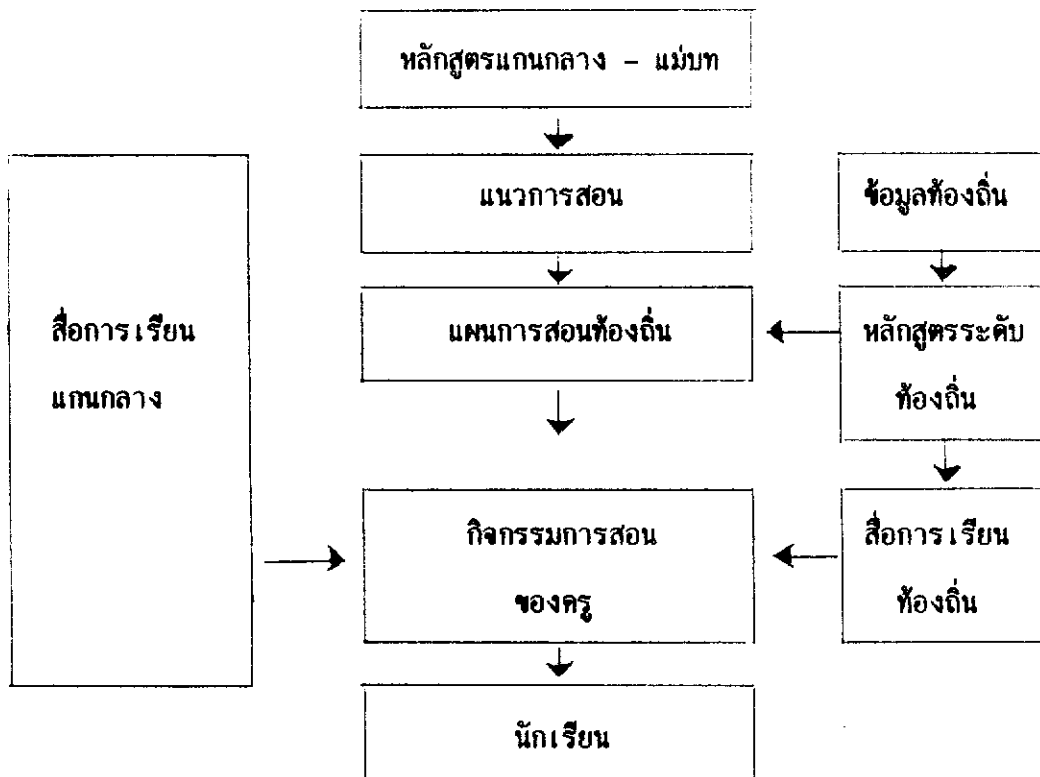 หลักสูตรแกนกลาง - แม่บท
แนวการสอน
ข้อมูลท้องถิ่น
สื่อการเรียน
แกนกลาง
แผนการสอนท้องถิ่น
หลักสูตรระดับ
ท้องถิ่น
กิจกรรมการสอน
ของครู
สื่อการเรียน
ท้องถิ่น
นักเรียน